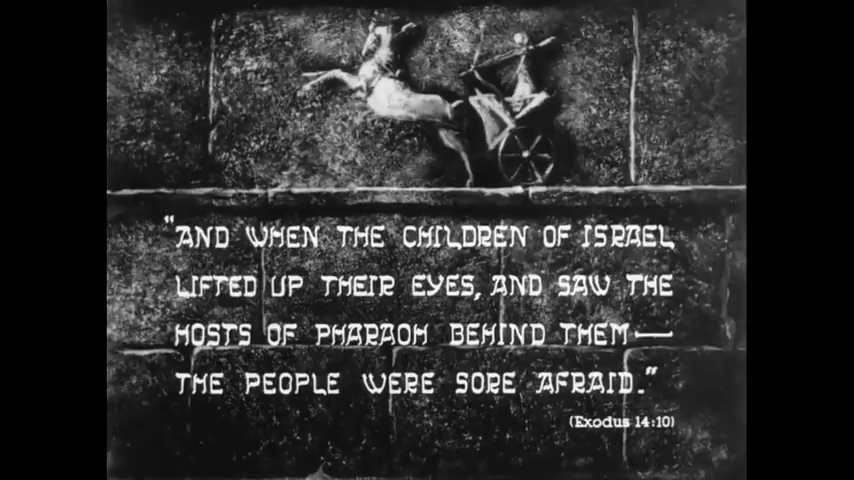 "AND WHEN THE CHILDREN OF ISRAEL
LIFTED UP THEIR EYES, AND SAW THE
HOSTS OF PHARAOH BEHIND THEM—
THE PEOPLE WERE SORE AFRAID."
(Exodus 14:10)